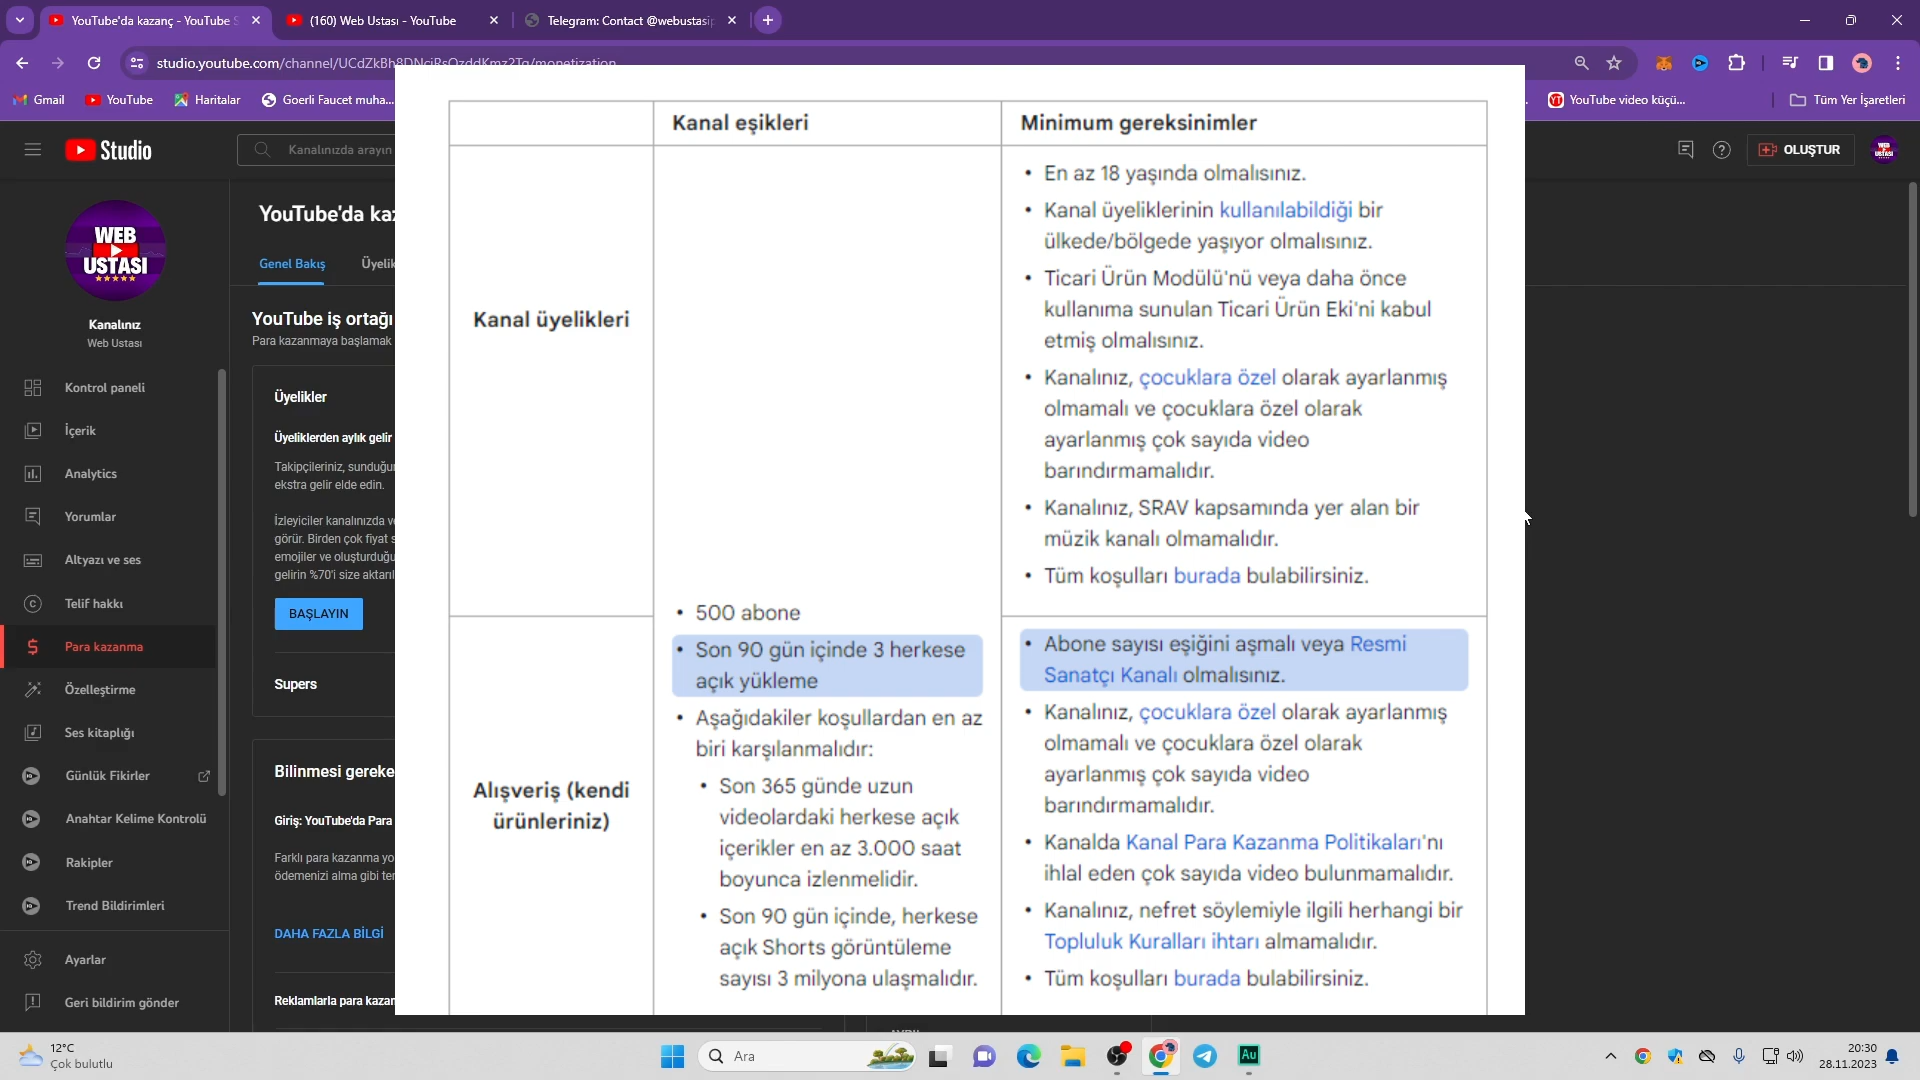 YouTube'da kazanç - YouTube S
(160) Web Ustası - YouTube
Telegram: Contact @webustasi
studio.youtube.com/channel/
Gmail
YouTube
Haritalar
Goerli Faucet muha...
YouTube video küçü...
Tüm Yer İşaretleri
Studio
Kanalınızda arayın
OLUŞTUR
WEB
USTASI
WEB
USTASI
Kanalınız
Web Ustası
Kontrol paneli
İçerik
Analytics
Yorumlar
Altyazı ve ses
Telif hakkı
Para kazanma
Özelleştirme
Ses kitaplığı
Günlük Fikirler
Anahtar Kelime Kontrolü
Rakipler
Trend Bildirimleri
Ayarlar
Geri bildirim gönder
YouTube'da ka
Genel Bakış
Üyelik
YouTube iş ortağı
Para kazanmaya başlamak
Üyelikler
Üyeliklerden aylık gelir
Takipçileriniz, sunduğu
ekstra gelir elde edin.
İzleyiciler kanalınızda ve
görür. Birden çok fiyat s
emojiler ve oluşturduğu
gelirin %70'i size aktarıl
BAŞLAYIN
Supers
Bilinmesi gereke
Giriş: YouTube'da Para
Farklı para kazanma yo
ödemenizi alma gibi ter
DAHA FAZLA BİLGİ
Reklamlarla para kazan
Kanal eşikleri
Minimum gereksinimler
Kanal üyelikleri
• En az 18 yaşında olmalısınız.
• Kanal üyeliklerinin kullanılabildiği bir
ülkede/bölgede yaşıyor olmalısınız.
• Ticari Ürün Modülü'nü veya daha önce
kullanıma sunulan Ticari Ürün Eki'ni kabul
etmiş olmalısınız.
• Kanalınız, çocuklara özel olarak ayarlanmış
olmamalı ve çocuklara özel olarak
ayarlanmış çok sayıda video
barındırmamalıdır.
• Kanalınız, SRAV kapsamında yer alan bir
müzik kanalı olmamalıdır.
• Tüm koşulları burada bulabilirsiniz.
• 500 abone
• Son 90 gün içinde 3 herkese
açık yükleme
• Aşağıdakiler koşullardan en az
biri karşılanmalıdır:
• Son 365 günde uzun
videolardaki herkese açık
içerikler en az 3.000 saat
boyunca izlenmelidir.
• Son 90 gün içinde, herkese
açık Shorts görüntüleme
sayısı 3 milyona ulaşmalıdır.
Alışveriş (kendi
ürünleriniz)
• Abone sayısı eşiğini aşmalı veya Resmi
Sanatçı Kanalı olmalısınız.
• Kanalınız, çocuklara özel olarak ayarlanmış
olmamalı ve çocuklara özel olarak
ayarlanmış çok sayıda video
barındırmamalıdır.
• Kanalda Kanal Para Kazanma Politikaları'nı
ihlal eden çok sayıda video bulunmamalıdır.
• Kanalınız, nefret söylemiyle ilgili herhangi bir
Topluluk Kuralları ihtarı almamalıdır.
• Tüm koşulları burada bulabilirsiniz.
12°C
Çok bulutlu
Ara
Au
20:30
28.11.2023